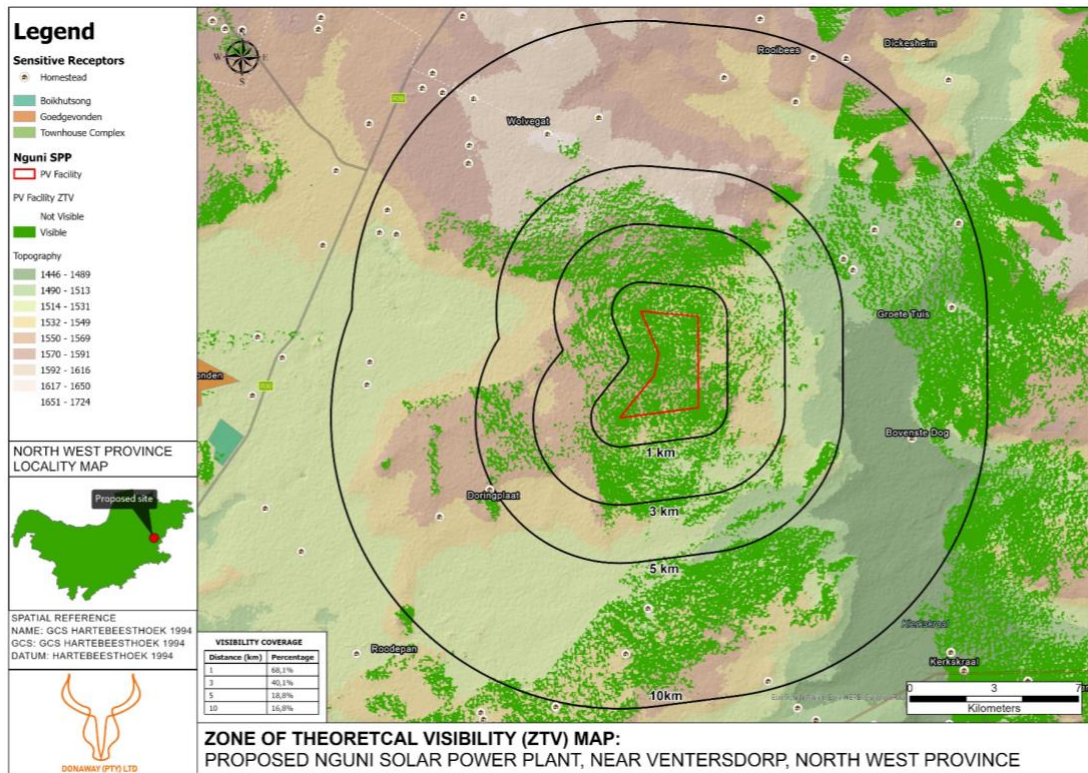 Legend
Sensitive Receptors
Homestead
Boikhutsong
Goedgevonden
Townhouse Complex
Nguni SPP
PV Facility
PV Facility ZTV
Not Visible
Visible
Topography
1446 - 1489
1490 - 1513
1514 - 1531
1532 - 1549
1550 - 1569
1570 - 1591
1592 - 1616
1617 - 1650
1651 - 1724
NORTH WEST PROVINCE
LOCALITY MAP
Proposed site
SPATIAL REFERENCE
NAME: GCS HARTEBEESTHOEK 1994
GCS: GCS HARTEBEESTHOEK 1994
DATUM: HARTEBEESTHOEK 1994
DONAWAY (PTY) LTD
W E
S
Rooibees
Dickesheim
Wolvegat
Groete Tuis
onden
Bovenste Oog
1 km
Doringplaat
3 km
5 km
Klerkskraal
Roodepan
Kerkskraal
10km
VISIBILITY COVERAGE
Distance (km) Percentage
1 68,1%
3 40,1%
5 18,8%
10 16,8%
0 3
Kilometers
ZONE OF THEORETCAL VISIBILITY (ZTV) MAP:
PROPOSED NGUNI SOLAR POWER PLANT, NEAR VENTERSDORP, NORTH WEST PROVINCE